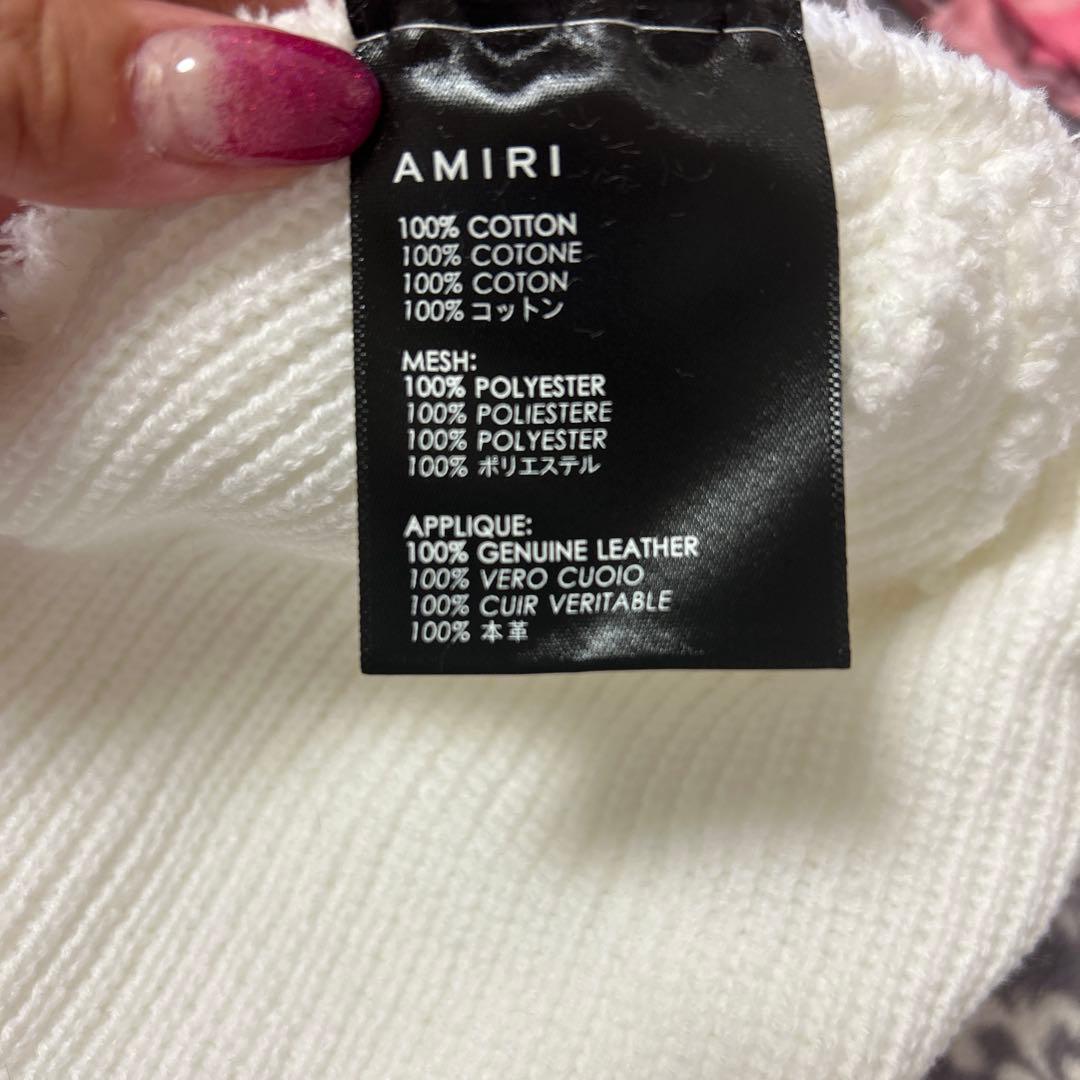 AMIRI
100% COTTON
100% COTONE
100% COTON
100% コットン
MESH:
100% POLYESTER
100% POLIESTERE
100% POLYESTER
100% ポリエステル
APPLIQUE:
100% GENUINE LEATHER
100% VERO CUOIO
100% CUIR VERITABLE
100% 本革